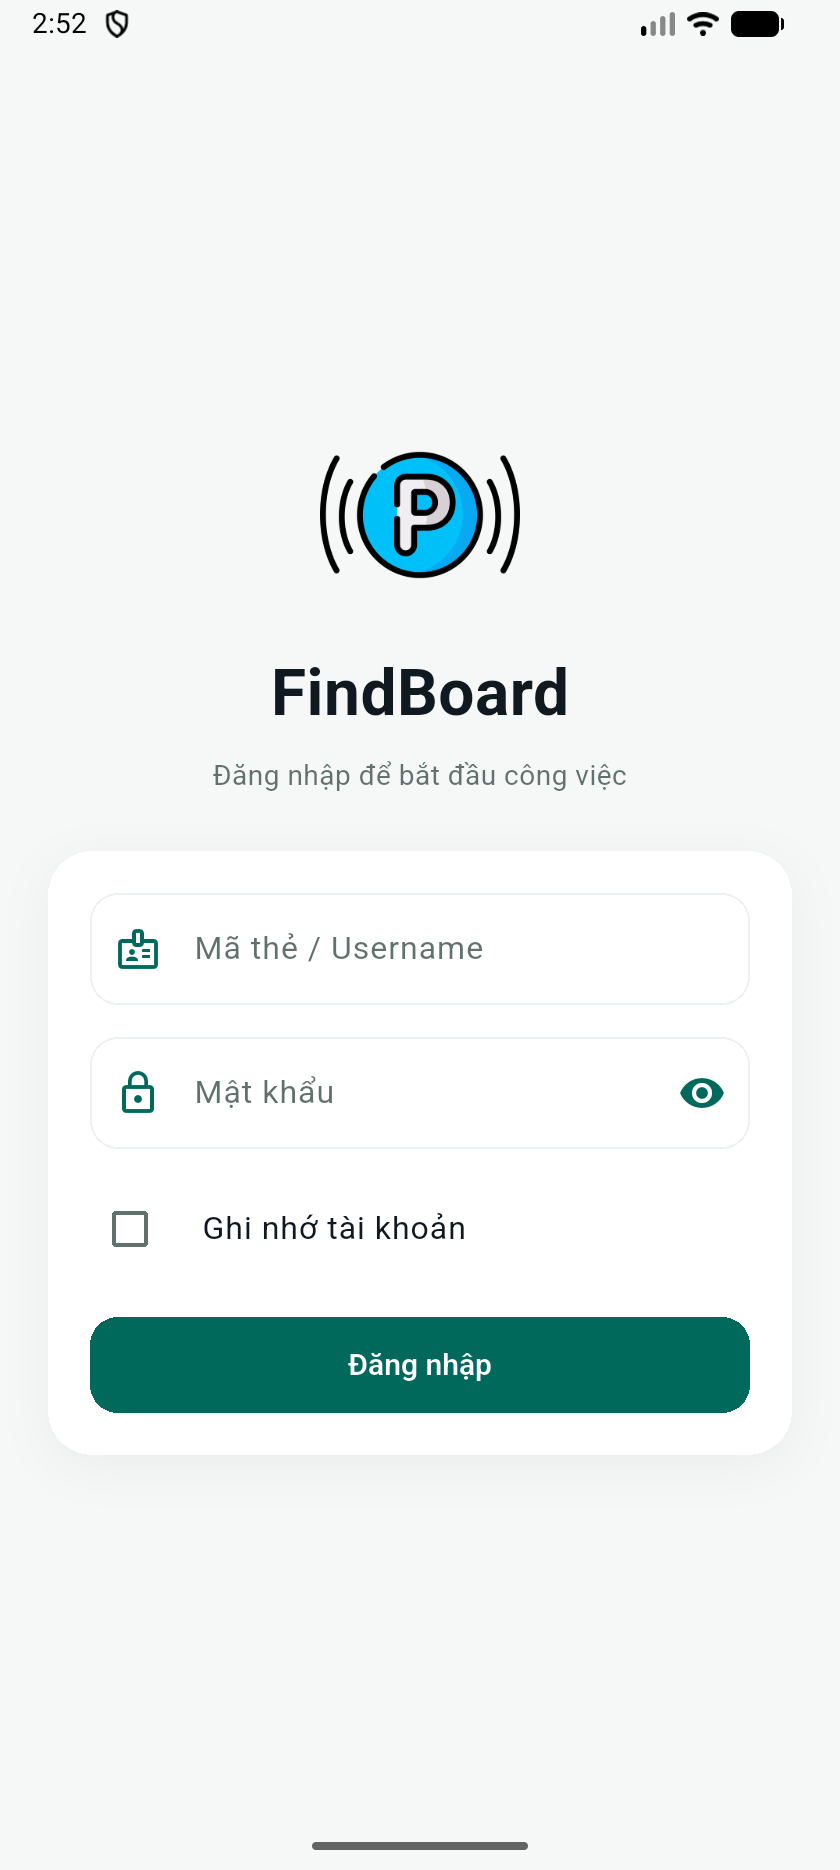 2:52
P
FindBoard
Đăng nhập để bắt đầu công việc
Mã thẻ / Username
Mật khẩu
Ghi nhớ tài khoản
Đăng nhập